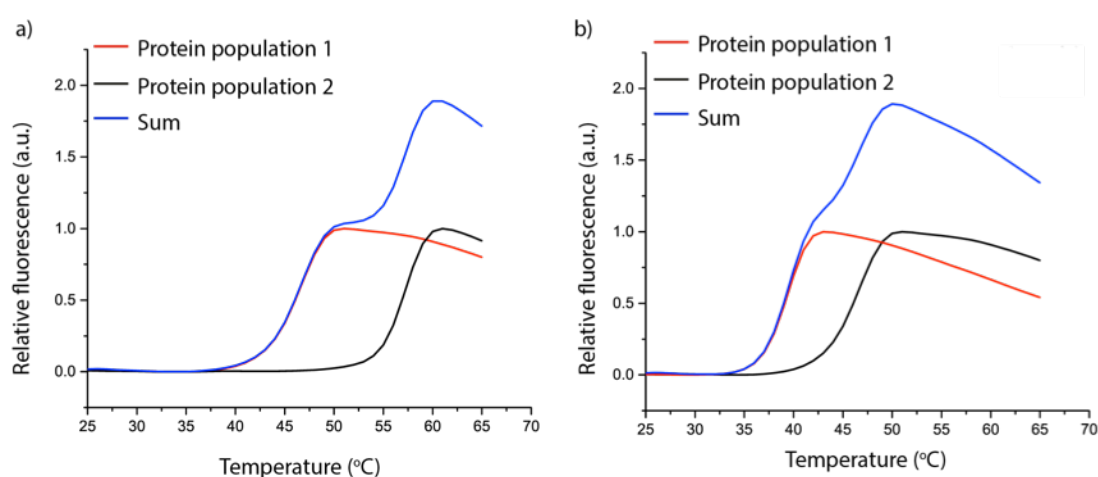 a)
Protein population 1
Protein population 2
Sum
Relative fluorescence (a.u.)
2.0
1.5
1.0
0.5
0.0
25 30 35 40 45 50 55 60 65 70
Temperature (°C)
b)
Protein population 1
Protein population 2
Sum
Relative fluorescence (a.u.)
2.0
1.5
1.0
0.5
0.0
25 30 35 40 45 50 55 60 65 70
Temperature (°C)